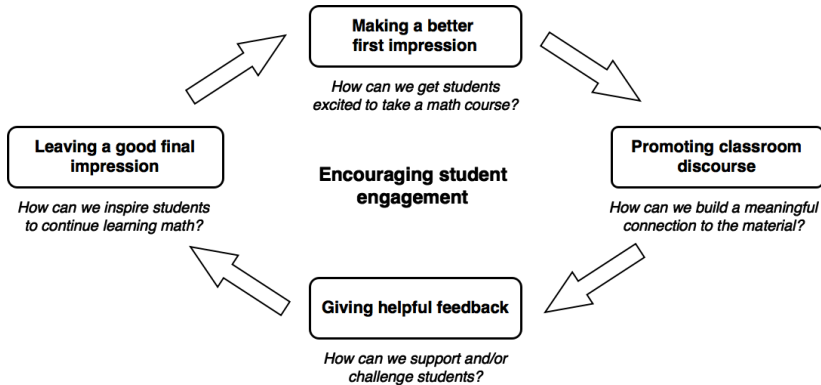 Making a better
first impression
How can we get students
excited to take a math course?
Leaving a good final
impression
How can we inspire students
to continue learning math?
Encouraging student
engagement
Promoting classroom
discourse
How can we build a meaningful
connection to the material?
Giving helpful feedback
How can we support and/or
challenge students?